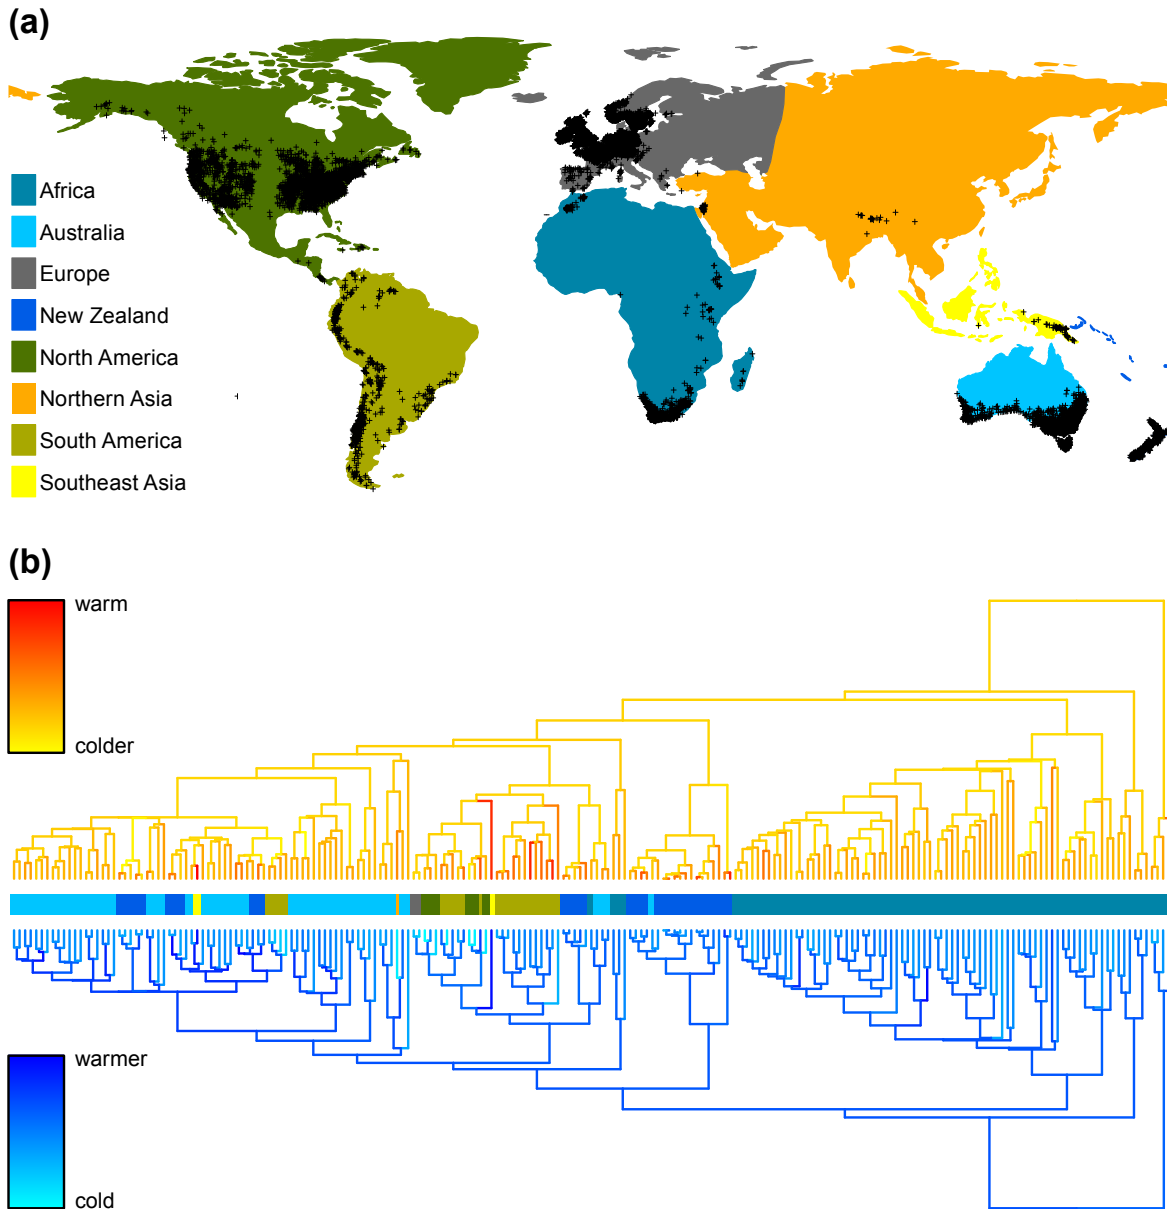 (a)
Africa
Australia
Europe
New Zealand
North America
Northern Asia
South America
Southeast Asia
(b)
warm
colder
warmer
cold